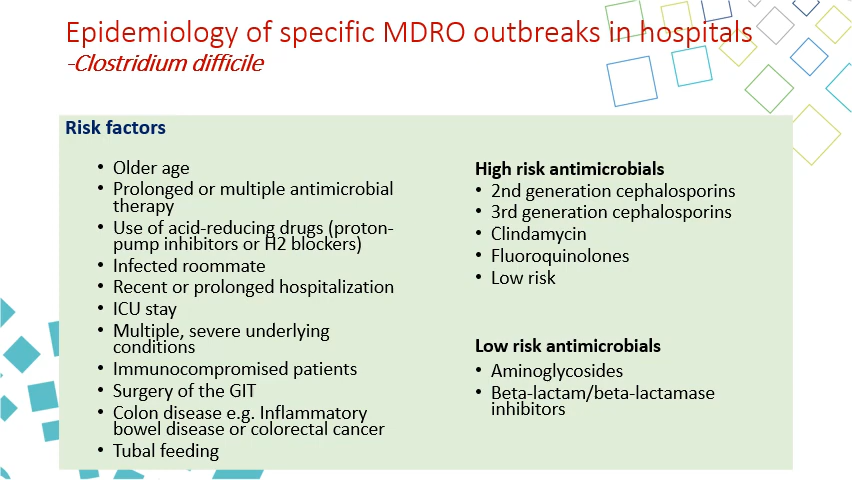 Epidemiology of specific MDRO outbreaks in hospitals
-Clostridium difficile
Risk factors
• Older age
• Prolonged or multiple antimicrobial
therapy
• Use of acid-reducing drugs (proton-
pump inhibitors or H2 blockers)
• Infected roommate
• Recent or prolonged hospitalization
• ICU stay
• Multiple, severe underlying
conditions
• Immunocompromised patients
• Surgery of the GIT
• Colon disease e.g. Inflammatory
bowel disease or colorectal cancer
• Tubal feeding
High risk antimicrobials
• 2nd generation cephalosporins
• 3rd generation cephalosporins
• Clindamycin
• Fluoroquinolones
• Low risk
Low risk antimicrobials
• Aminoglycosides
• Beta-lactam/beta-lactamase
inhibitors